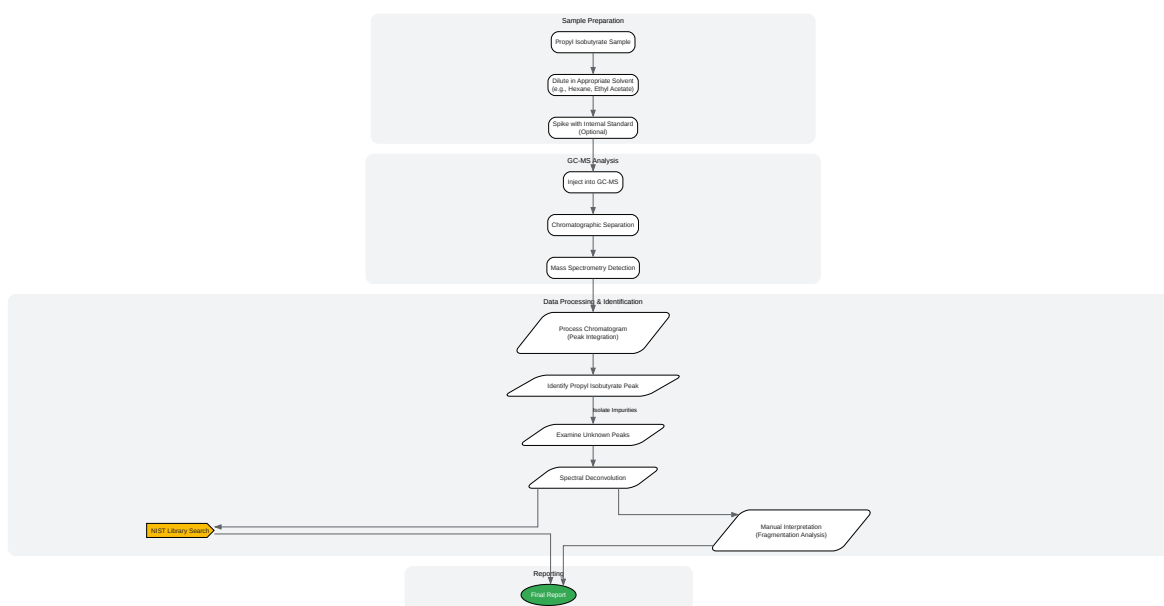 Sample Preparation
Propyl Isobutyrate Sample
Dilute in Appropriate Solvent
(e.g., Hexane, Ethyl Acetate)
Spike with Internal Standard
(Optional)
GC-MS Analysis
Inject into GC-MS
Chromatographic Separation
Mass Spectrometry Detection
Data Processing & Identification
Process Chromatogram
(Peak Integration)
Identify Propyl Isobutyrate Peak
Isolate Impurities
Examine Unknown Peaks
Spectral Deconvolution
NIST Library Search
Manual Interpretation
(Fragmentation Analysis)
Reporting
Final Report